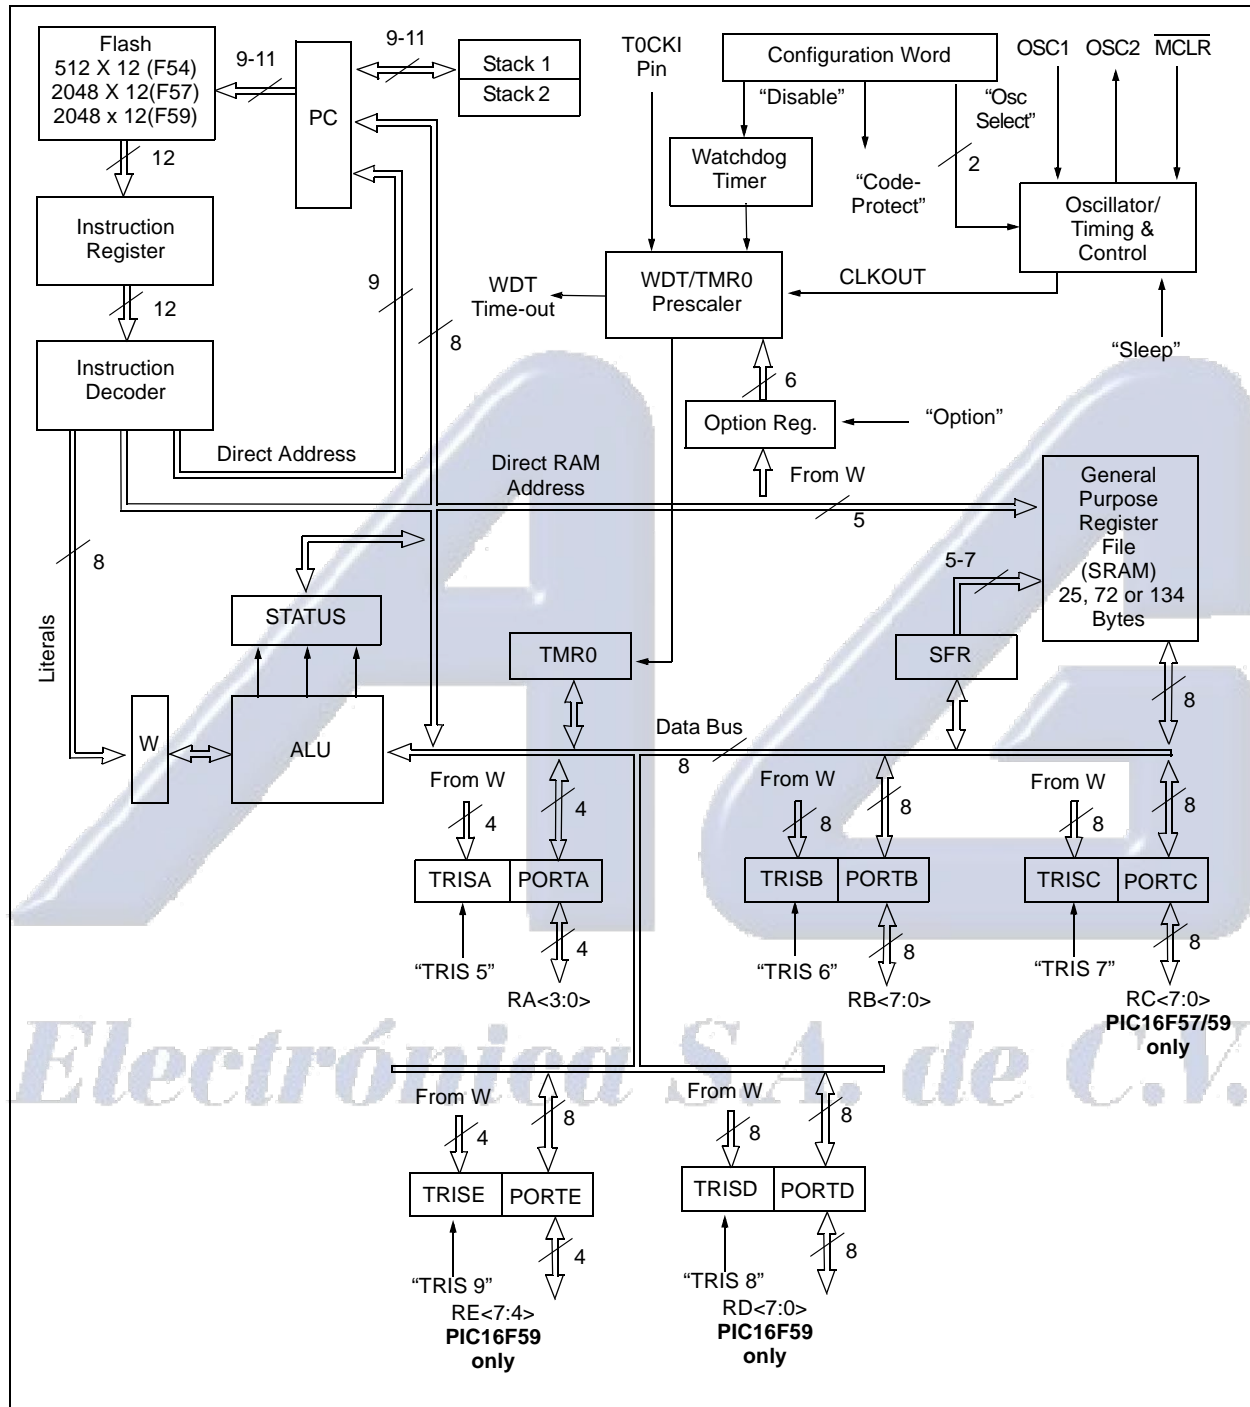 Flash
512 X 12 (F54)
2048 X 12(F57)
2048 x 12(F59)
9-11
PC
9-11
Stack 1
Stack 2
T0CKI
Pin
Configuration Word
“Disable”
“Osc
Select”
OSC1
OSC2
MCLR
12
Watchdog
Timer
“Code-
Protect”
2
Oscillator/
Timing &
Control
Instruction
Register
9
WDT
Time-out
WDT/TMR0
Prescaler
CLKOUT
12
8
“Sleep”
Instruction
Decoder
6
Option Reg.
“Option”
Direct Address
Direct RAM
Address
From W
5
General
Purpose
Register
File
(SRAM)
25, 72 or 134
Bytes
8
5-7
Literals
STATUS
TMR0
SFR
8
W
ALU
Data Bus
8
From W
4
4
From W
8
8
From W
8
8
TRISA
PORTA
TRISB
PORTB
TRISC
PORTC
4
8
8
“TRIS 5”
“TRIS 6”
“TRIS 7”
RA<3:0>
RB<7:0>
RC<7:0>
PIC16F57/59
only
Electrónica S.A. de C.V.
From W
4
8
From W
8
8
TRISE
PORTE
TRISD
PORTD
4
8
“TRIS 9”
“TRIS 8”
RE<7:4>
PIC16F59
only
RD<7:0>
PIC16F59
only